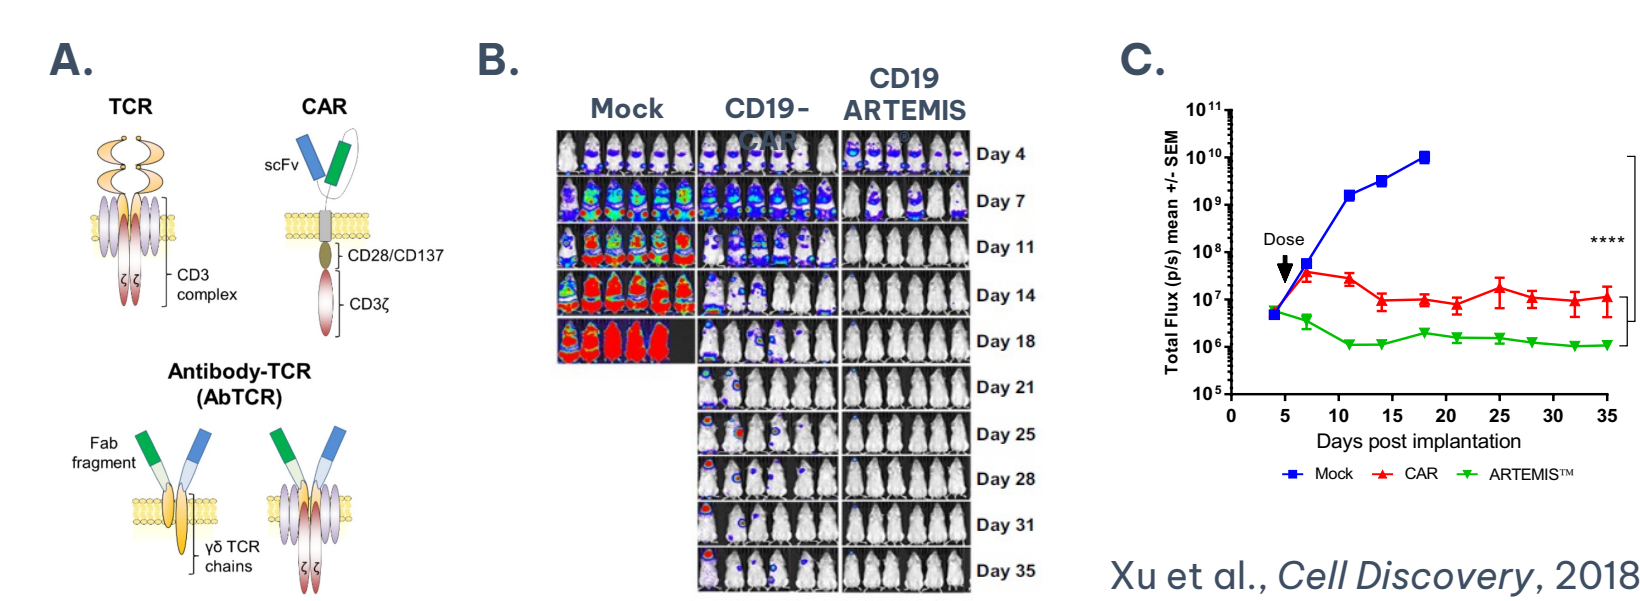 A.
TCR
CAR
scFv
CD28/CD137
CD3
complex
CD3ζ
ζ ζ
Antibody-TCR
(AbTCR)
Fab
fragment
γδ TCR
chains
ζ ζ
B.
Mock
CD19-
CAR
CD19
ARTEMIS
®
Day 4
Day 7
Day 11
Day 14
Day 18
Day 21
Day 25
Day 28
Day 31
Day 35
C.
Total Flux (p/s) mean +/- SEM
10¹¹
10¹⁰
10⁹
10⁸
10⁷
10⁶
10⁵
Dose
****
0 5 10 15 20 25 30 35
Days post implantation
Mock CAR ARTEMIS™
Xu et al., Cell Discovery, 2018